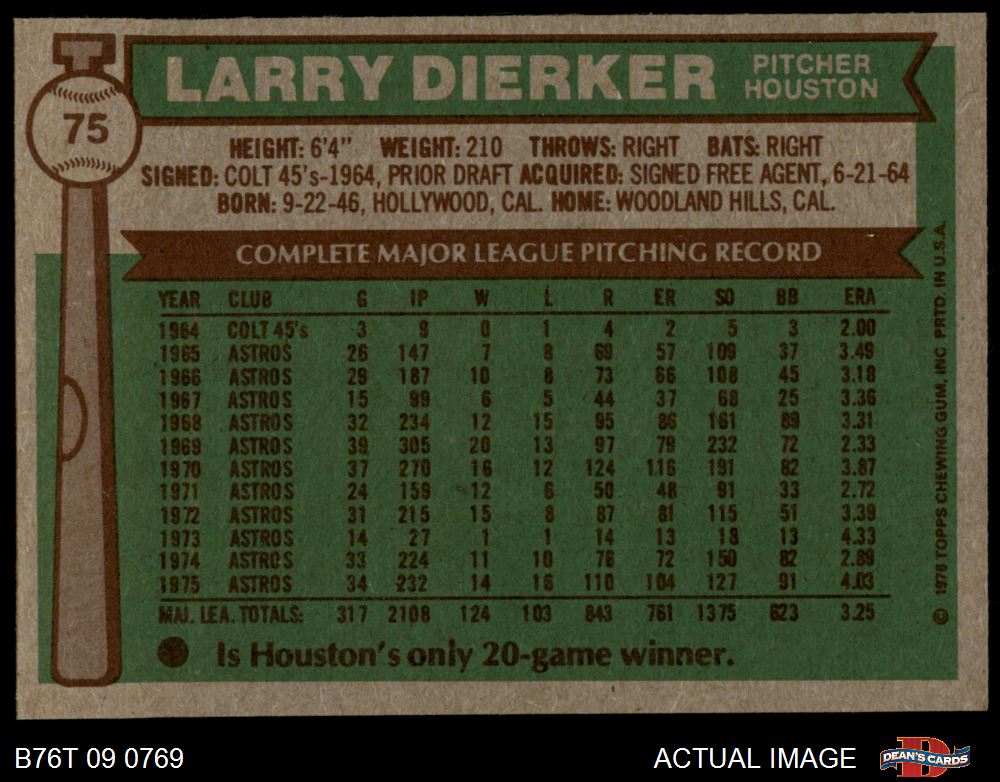 LARRY DIERKER
PITCHER
HOUSTON
75
HEIGHT: 6'4" WEIGHT: 210 THROWS: RIGHT BATS: RIGHT
SIGNED: COLT 45's-1964, PRIOR DRAFT ACQUIRED: SIGNED FREE AGENT, 6-21-64
BORN: 9-22-46, HOLLYWOOD, CAL. HOME: WOODLAND HILLS, CAL.
COMPLETE MAJOR LEAGUE PITCHING RECORD
YEAR CLUB G IP W L R ER SO BB ERA
1964 COLT 45's 3 9 0 1 4 2 5 3 2.00
1965 ASTROS 26 147 7 8 69 57 109 37 3.49
1966 ASTROS 29 187 10 8 73 66 108 45 3.18
1967 ASTROS 15 99 6 5 44 37 68 25 3.36
1968 ASTROS 32 234 12 15 95 86 161 89 3.31
1969 ASTROS 39 305 20 13 97 79 232 72 2.33
1970 ASTROS 37 270 16 12 124 116 191 82 3.87
1971 ASTROS 24 159 12 6 50 48 91 33 2.72
1972 ASTROS 31 215 15 8 87 81 115 51 3.39
1973 ASTROS 14 27 1 1 14 13 18 13 4.33
1974 ASTROS 33 224 11 10 76 72 150 82 2.89
1975 ASTROS 34 232 14 16 110 104 127 91 4.03
MAJ. LEA. TOTALS: 317 2108 124 103 843 761 1375 623 3.25
Is Houston's only 20-game winner.
© 1976 TOPPS CHEWING GUM, INC PRTD. IN U.S.A.
B76T 09 0769
ACTUAL IMAGE
DEAN'S CARDS